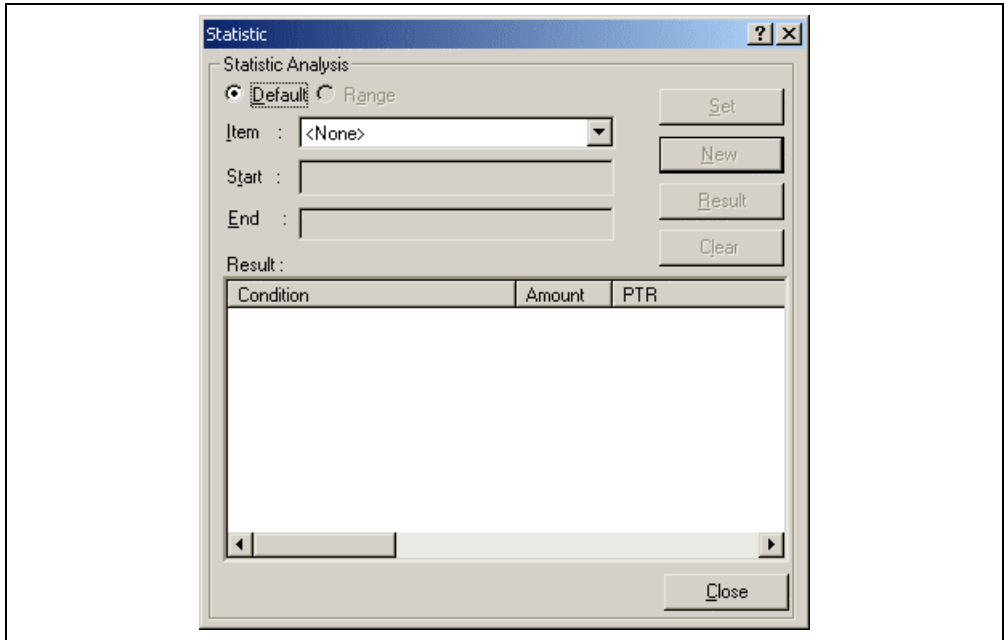 Statistic
Statistic Analysis
Default Range
Item : <None>
Start :
End :
Set
New
Result
Clear
Result :
Condition Amount PTR
Close